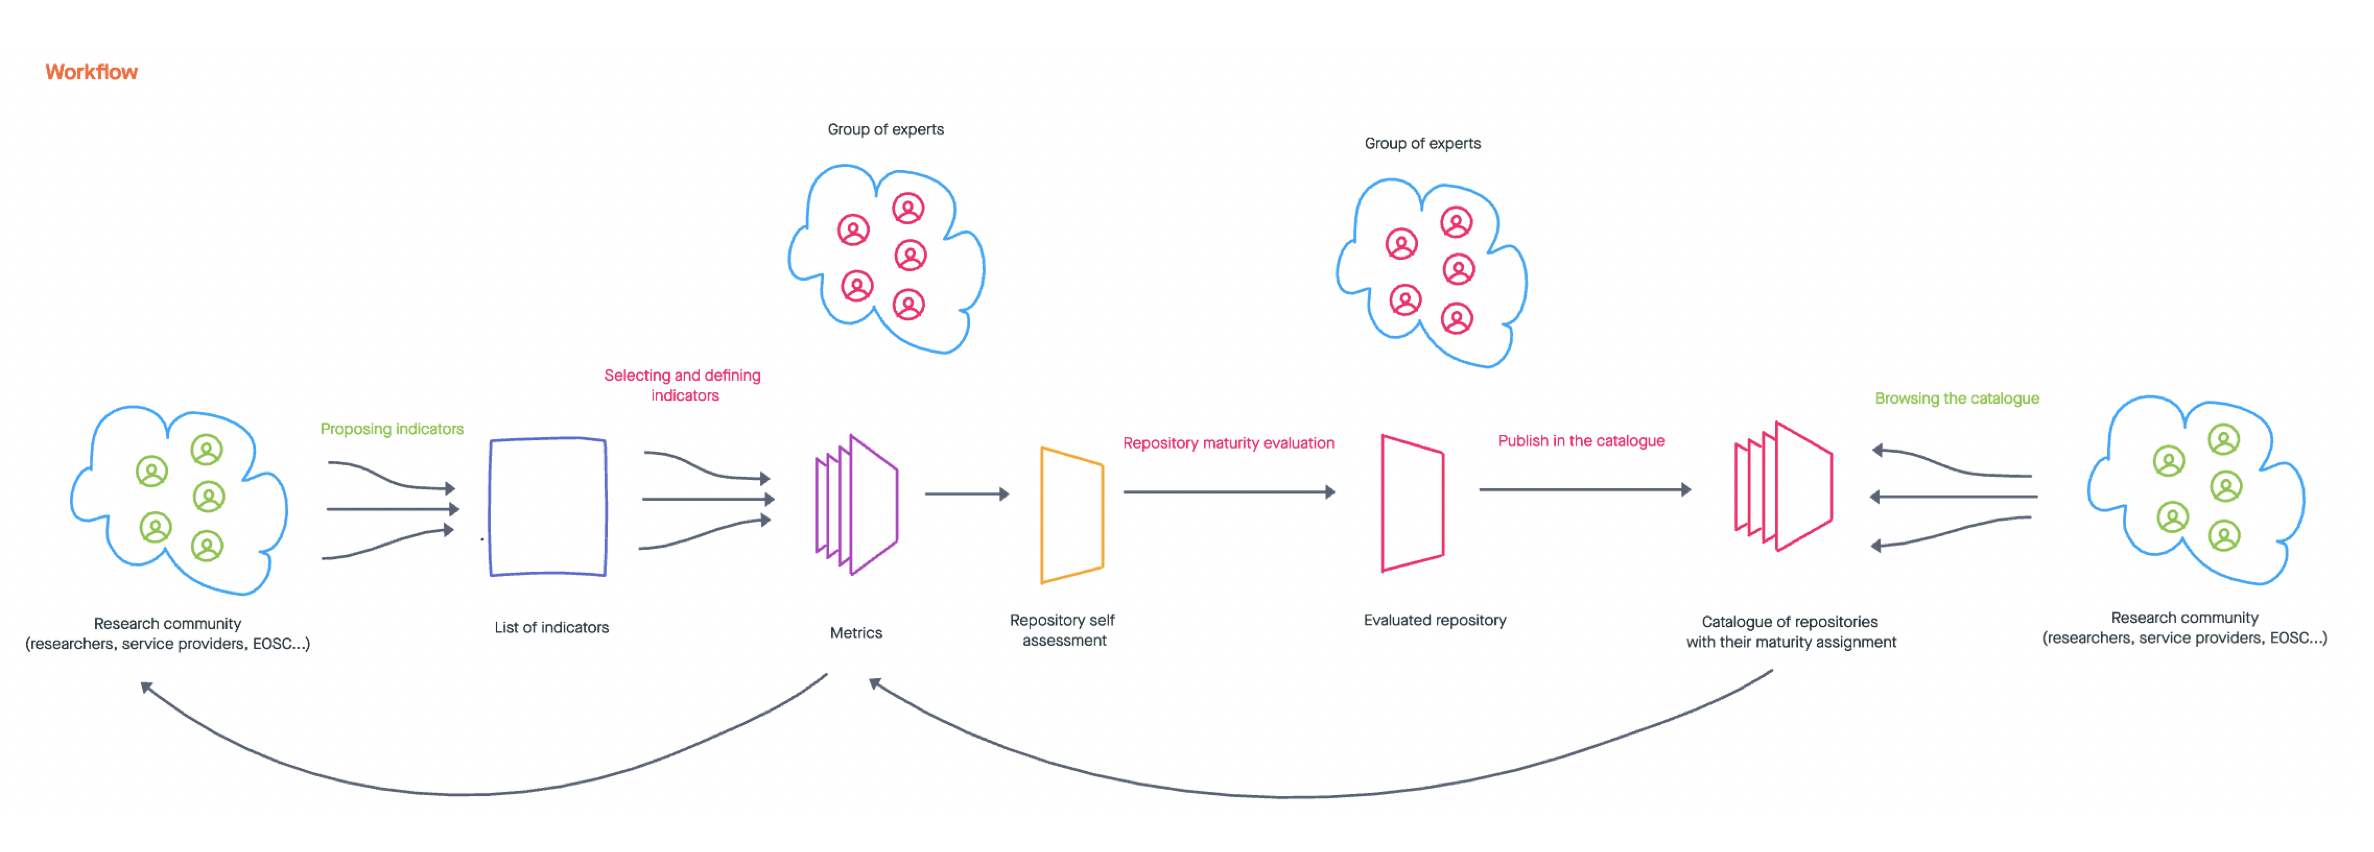 Workflow
Group of experts
Group of experts
Selecting and defining
indicators
Proposing indicators
Repository maturity evaluation
Publish in the catalogue
Browsing the catalogue
Research community
(researchers, service providers, EOSC...)
List of indicators
Metrics
Repository self
assessment
Evaluated repository
Catalogue of repositories
with their maturity assignment
Research community
(researchers, service providers, EOSC...)